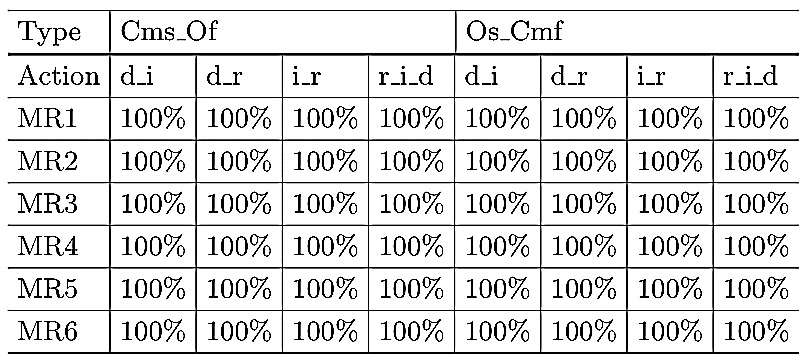 Type Cms_Of Os_Cmf
Action d_i d_r i_r r_i_d d_i d_r i_r r_i_d
MR1 100% 100% 100% 100% 100% 100% 100% 100%
MR2 100% 100% 100% 100% 100% 100% 100% 100%
MR3 100% 100% 100% 100% 100% 100% 100% 100%
MR4 100% 100% 100% 100% 100% 100% 100% 100%
MR5 100% 100% 100% 100% 100% 100% 100% 100%
MR6 100% 100% 100% 100% 100% 100% 100% 100%